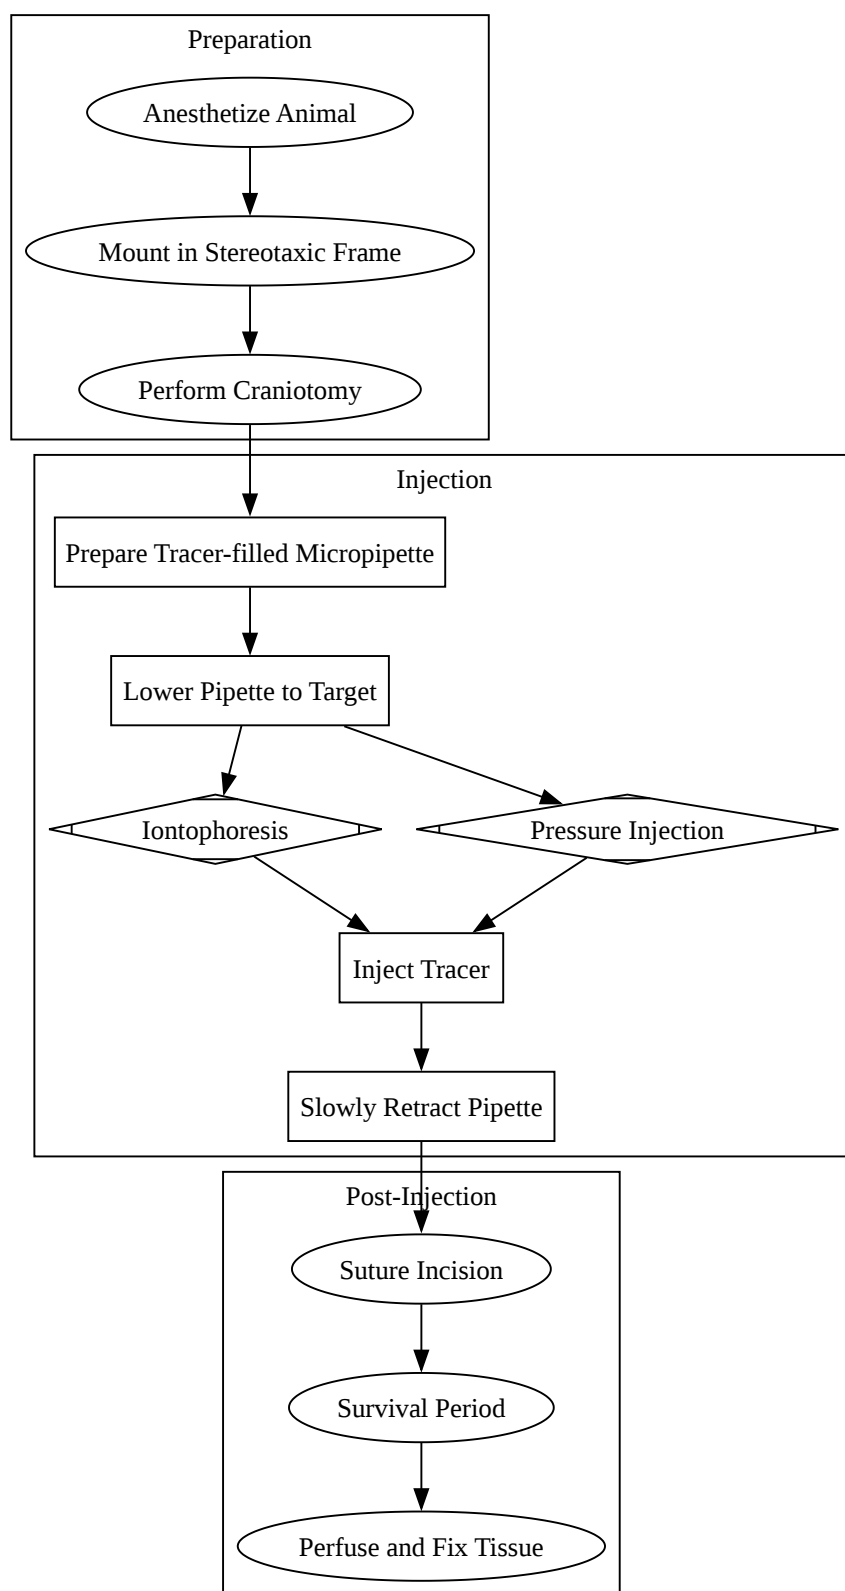 Preparation
Anesthetize Animal
Mount in Stereotaxic Frame
Perform Craniotomy
Injection
Prepare Tracer-filled Micropipette
Lower Pipette to Target
Iontophoresis
Pressure Injection
Inject Tracer
Slowly Retract Pipette
Post-Injection
Suture Incision
Survival Period
Perfuse and Fix Tissue